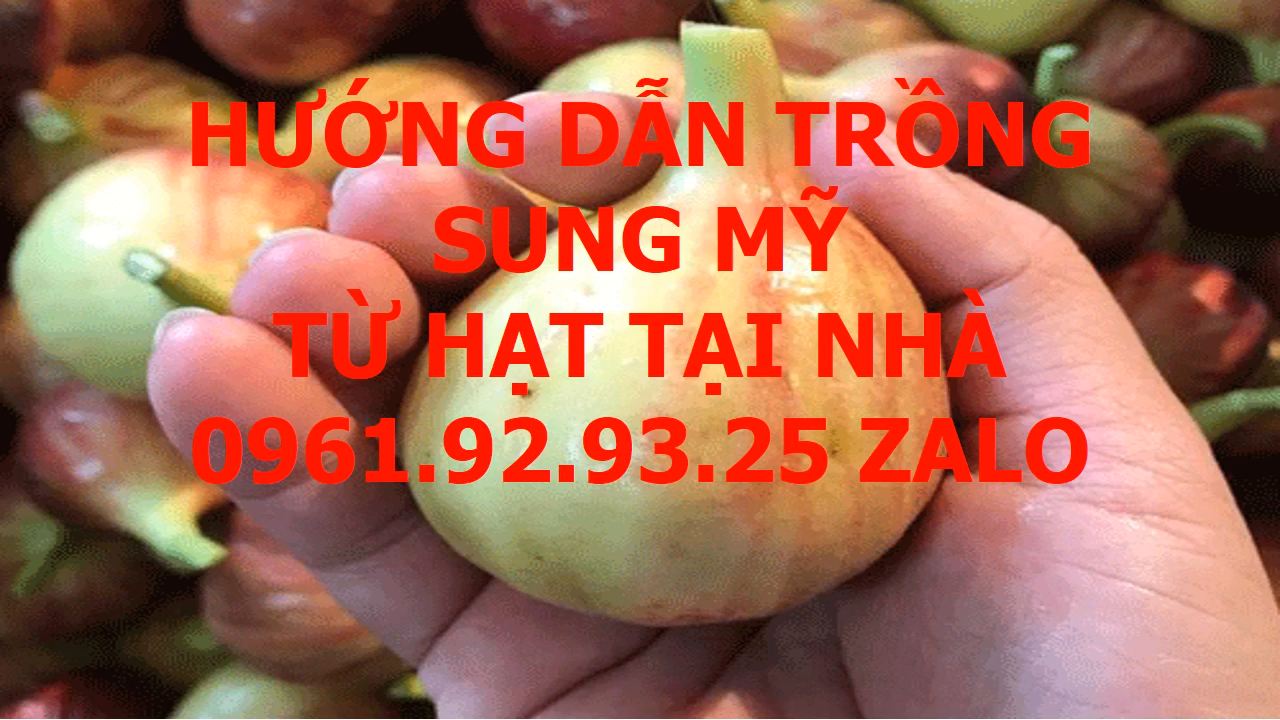 HƯỚNG DẪN TRỒNG
SUNG MỸ
TỪ HẠT TẠI NHÀ
0961.92.93.25 ZALO